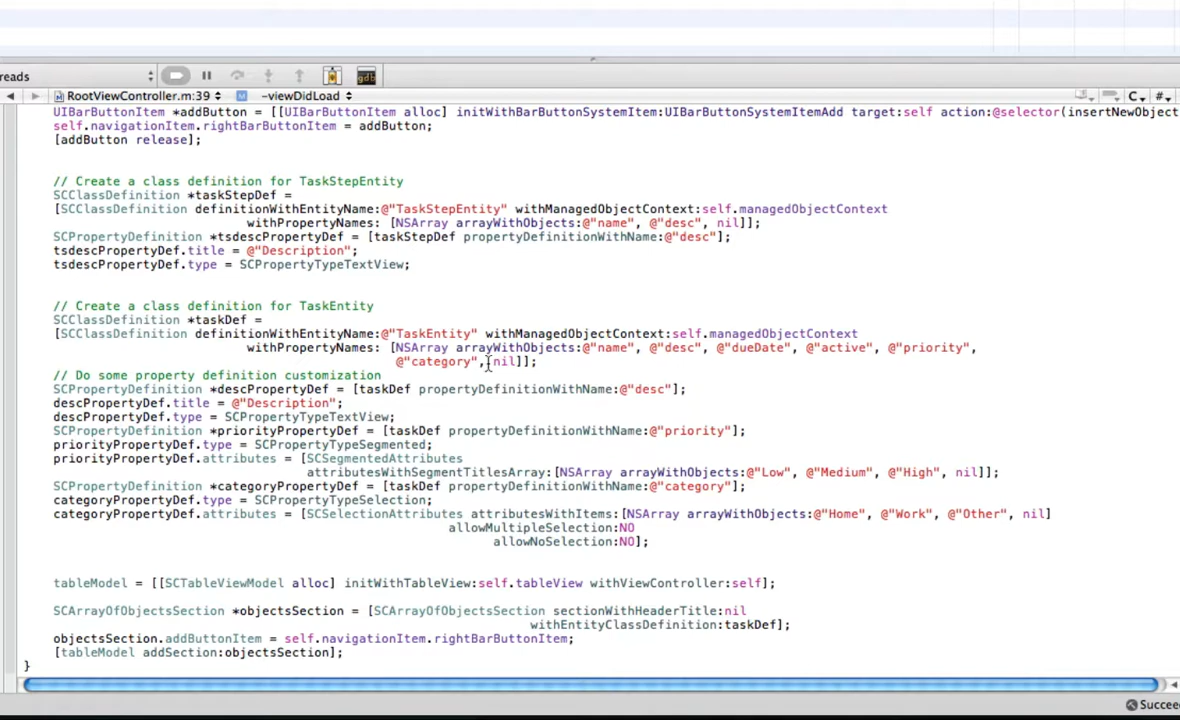 reads
gdb
RootViewController.m:39 M -viewDidLoad C #
UIBarButtonItem *addButton = [[UIBarButtonItem alloc] initWithBarButtonSystemItem:UIBarButtonSystemItemAdd target:self action:@selector(insertNewObject
self.navigationItem.rightBarButtonItem = addButton;
[addButton release];
// Create a class definition for TaskStepEntity
SCClassDefinition *taskStepDef =
[SCClassDefinition definitionWithEntityName:@"TaskStepEntity" withManagedObjectContext:self.managedObjectContext
withPropertyNames: [NSArray arrayWithObjects:@"name", @"desc", nil]];
SCPropertyDefinition *tsdescPropertyDef = [taskStepDef propertyDefinitionWithName:@"desc"];
tsdescPropertyDef.title = @"Description";
tsdescPropertyDef.type = SCPropertyTypeTextView;
// Create a class definition for TaskEntity
SCClassDefinition *taskDef =
[SCClassDefinition definitionWithEntityName:@"TaskEntity" withManagedObjectContext:self.managedObjectContext
withPropertyNames: [NSArray arrayWithObjects:@"name", @"desc", @"dueDate", @"active", @"priority",
@"category", nil]];
// Do some property definition customization
SCPropertyDefinition *descPropertyDef = [taskDef propertyDefinitionWithName:@"desc"];
descPropertyDef.title = @"Description";
descPropertyDef.type = SCPropertyTypeTextView;
SCPropertyDefinition *priorityPropertyDef = [taskDef propertyDefinitionWithName:@"priority"];
priorityPropertyDef.type = SCPropertyTypeSegmented;
priorityPropertyDef.attributes = [SCSegmentedAttributes
attributesWithSegmentTitlesArray:[NSArray arrayWithObjects:@"Low", @"Medium", @"High", nil]];
SCPropertyDefinition *categoryPropertyDef = [taskDef propertyDefinitionWithName:@"category"];
categoryPropertyDef.type = SCPropertyTypeSelection;
categoryPropertyDef.attributes = [SCSelectionAttributes attributesWithItems:[NSArray arrayWithObjects:@"Home", @"Work", @"Other", nil]
allowMultipleSelection:NO
allowNoSelection:NO];
tableModel = [[SCTableViewModel alloc] initWithTableView:self.tableView withViewController:self];
SCArrayOfObjectsSection *objectsSection = [SCArrayOfObjectsSection sectionWithHeaderTitle:nil
withEntityClassDefinition:taskDef];
objectsSection.addButtonItem = self.navigationItem.rightBarButtonItem;
[tableModel addSection:objectsSection];
}
Succee